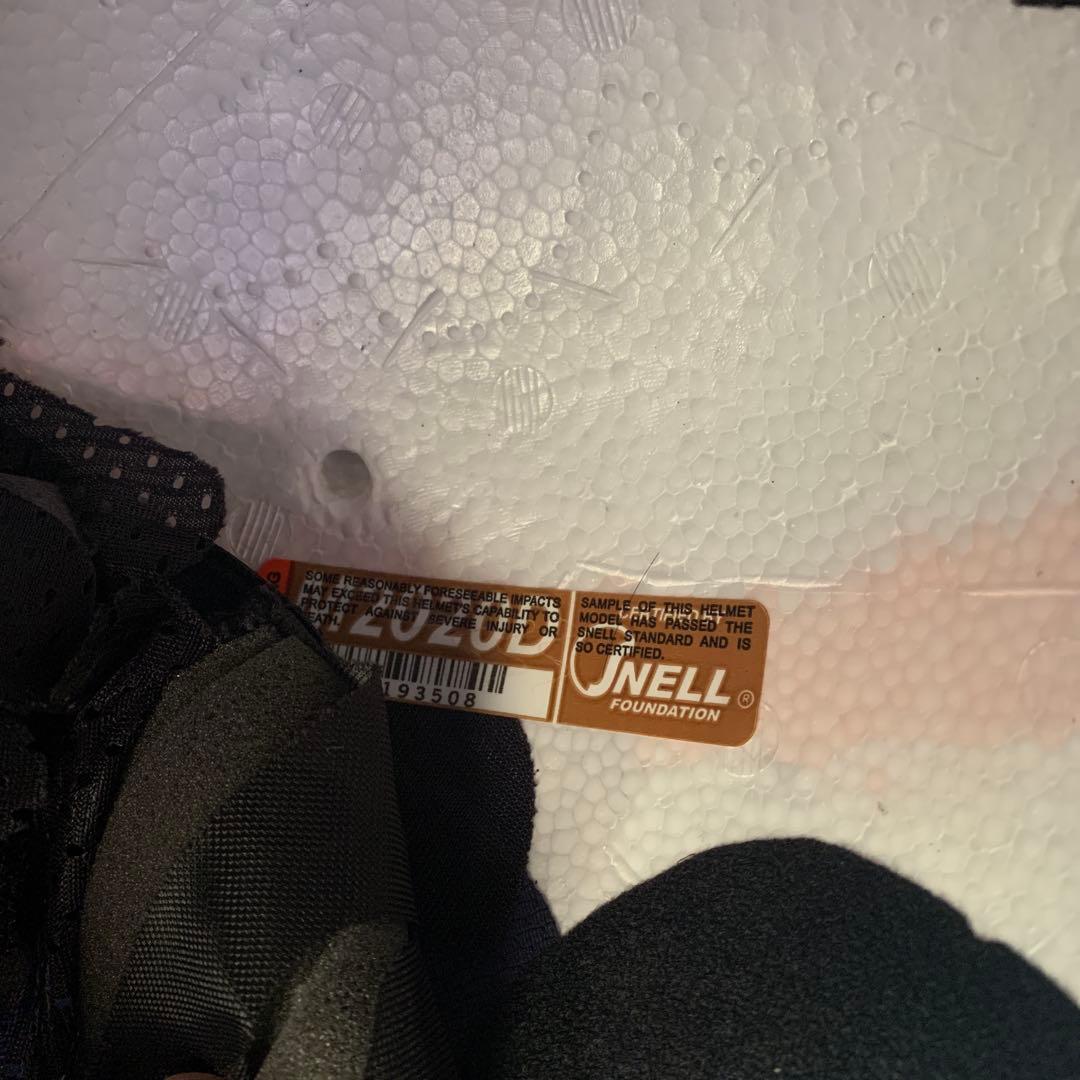 SOME REASONABLY FORESEEABLE IMPACTS
MAY EXCEED THIS HELMET'S CAPABILITY TO
PROTECT AGAINST SEVERE INJURY OR
EATH.
2020D
193508
SAMPLE OF THIS HELMET
MODEL HAS PASSED THE
SNELL STANDARD AND IS
SO CERTIFIED.
SNELL®
FOUNDATION